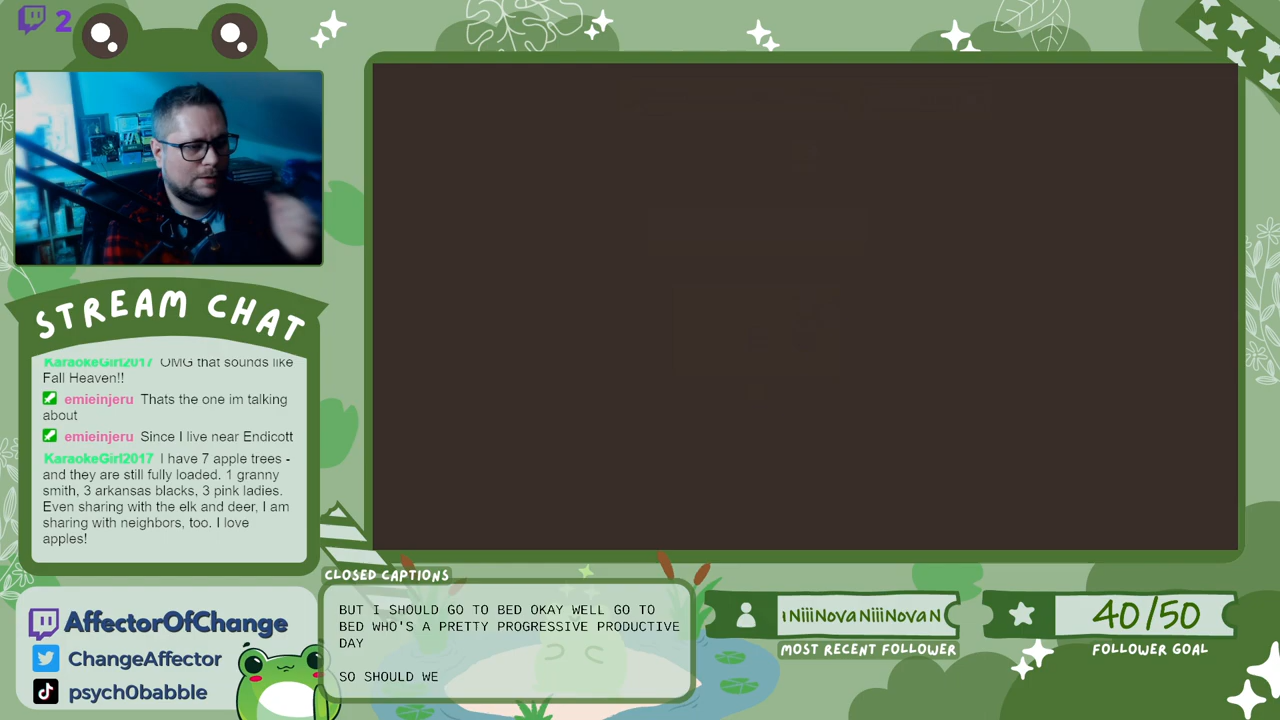 2
STREAM CHAT
KaraokeGirl2017 OMG that sounds like
Fall Heaven!!
emieinjeru Thats the one im talking
about
emieinjeru Since I live near Endicott
KaraokeGirl2017 I have 7 apple trees -
and they are still fully loaded. 1 granny
smith, 3 arkansas blacks, 3 pink ladies.
Even sharing with the elk and deer, I am
sharing with neighbors, too. I love
apples!
AffectorOfChange
ChangeAffector
psych0babble
CLOSED CAPTIONS
BUT I SHOULD GO TO BED OKAY WELL GO TO
BED WHO'S A PRETTY PROGRESSIVE PRODUCTIVE
DAY
SO SHOULD WE
NiiiNova NiiiNova N
MOST RECENT FOLLOWER
40/50
FOLLOWER GOAL